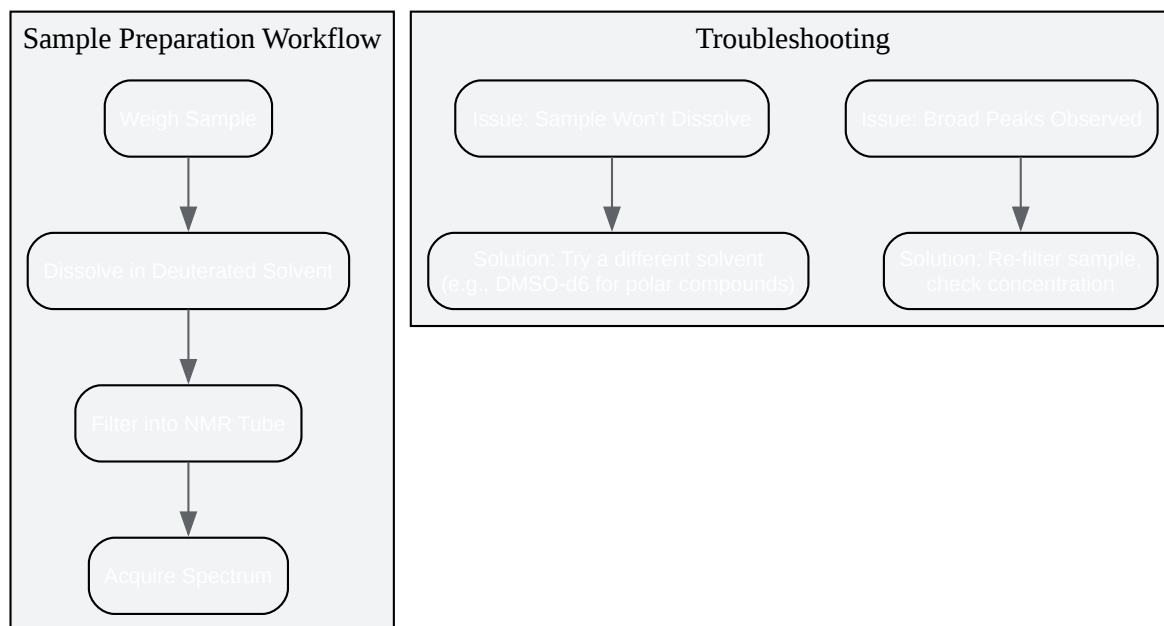 Sample Preparation Workflow
Weigh Sample
Dissolve in Deuterated Solvent
Filter into NMR Tube
Acquire Spectrum
Troubleshooting
Issue: Sample Won't Dissolve
Solution: Try a different solvent
(e.g., DMSO-d6 for polar compounds)
Issue: Broad Peaks Observed
Solution: Re-filter sample,
check concentration